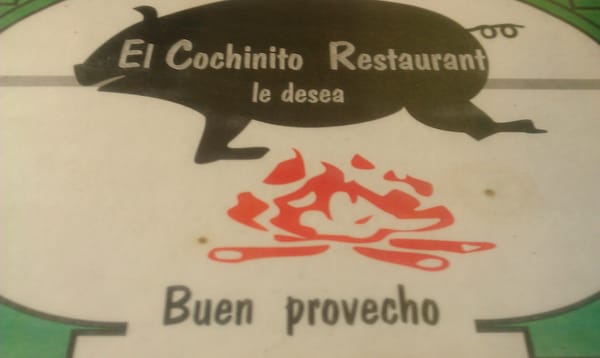 El Cochinito Restaurant
le desea
Buen provecho